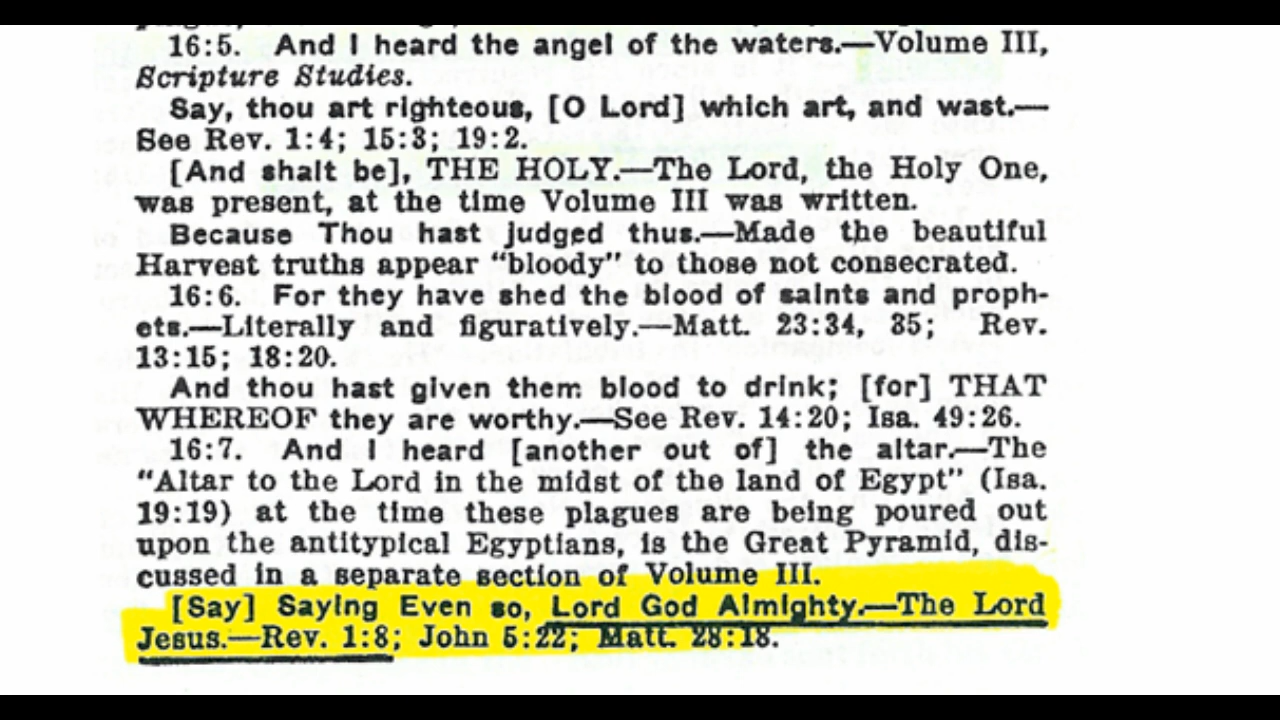 16:5. And I heard the angel of the waters.—Volume III,
Scripture Studies.
Say, thou art righteous, [O Lord] which art, and wast.—
See Rev. 1:4; 15:3; 19:2.
[And shalt be], THE HOLY.—The Lord, the Holy One,
was present, at the time Volume III was written.
Because Thou hast judged thus.—Made the beautiful
Harvest truths appear “bloody” to those not consecrated.
16:6. For they have shed the blood of saints and proph-
ets.—Literally and figuratively.—Matt. 23:34, 35; Rev.
13:15; 18:20.
And thou hast given them blood to drink; [for] THAT
WHEREOF they are worthy.—See Rev. 14:20; Isa. 49:26.
16:7. And I heard [another out of] the altar.—The
“Altar to the Lord in the midst of the land of Egypt” (Isa.
19:19) at the time these plagues are being poured out
upon the antitypical Egyptians, is the Great Pyramid, dis-
cussed in a separate section of Volume III.
[Say] Saying Even so, Lord God Almighty.—The Lord
Jesus.—Rev. 1:8; John 5:22; Matt. 28:18.